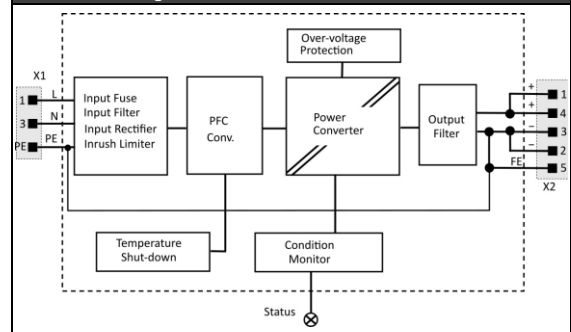 Over-voltage
Protection
X1
1
L
3
N
PE
PE
Input Fuse
Input Filter
Input Rectifier
Inrush Limiter
PFC
Conv.
Power
Converter
Output
Filter
+
1
+
4
3
–
2
FE
5
X2
Temperature
Shut-down
Condition
Monitor
Status